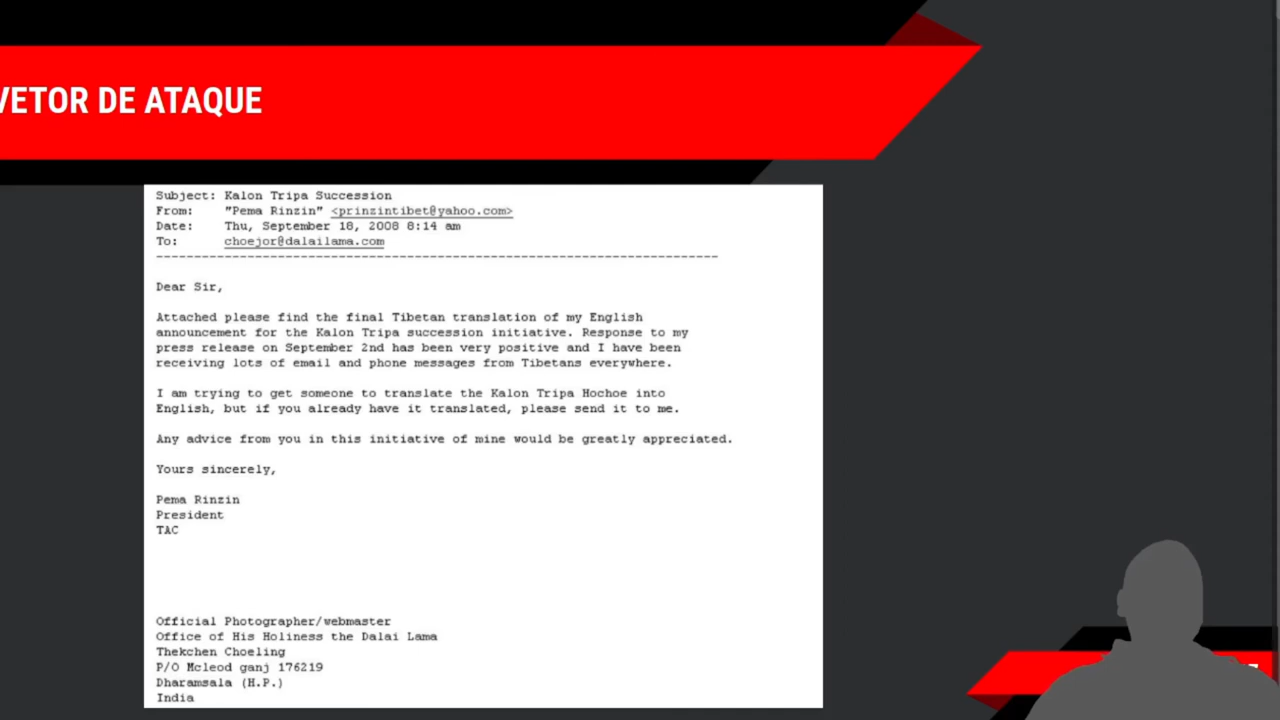 VETOR DE ATAQUE
Subject: Kalon Tripa Succession
From: "Pema Rinzin" <prinzintibet@yahoo.com>
Date: Thu, September 18, 2008 8:14 am
To: choejor@dalailama.com
--------------------------------------------------------------------------
Dear Sir,
Attached please find the final Tibetan translation of my English
announcement for the Kalon Tripa succession initiative. Response to my
press release on September 2nd has been very positive and I have been
receiving lots of email and phone messages from Tibetans everywhere.
I am trying to get someone to translate the Kalon Tripa Hochoe into
English, but if you already have it translated, please send it to me.
Any advice from you in this initiative of mine would be greatly appreciated.
Yours sincerely,
Pema Rinzin
President
TAC
Official Photographer/webmaster
Office of His Holiness the Dalai Lama
Thekchen Choeling
P/O Mcleod ganj 176219
Dharamsala (H.P.)
India